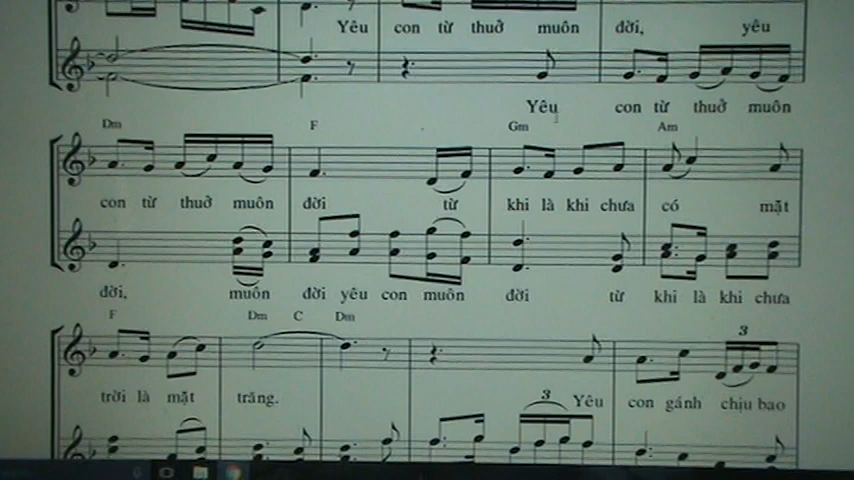 Yêu con từ thuở muôn đời, yêu
Yêu con từ thuở muôn
Dm F Gm Am
con từ thuở muôn đời từ khi là khi chưa có mặt
đời, muôn đời yêu con muôn đời từ khi là khi chưa
F Dm C Dm
3
trời là mặt trăng. con gánh chịu bao
3
Yêu